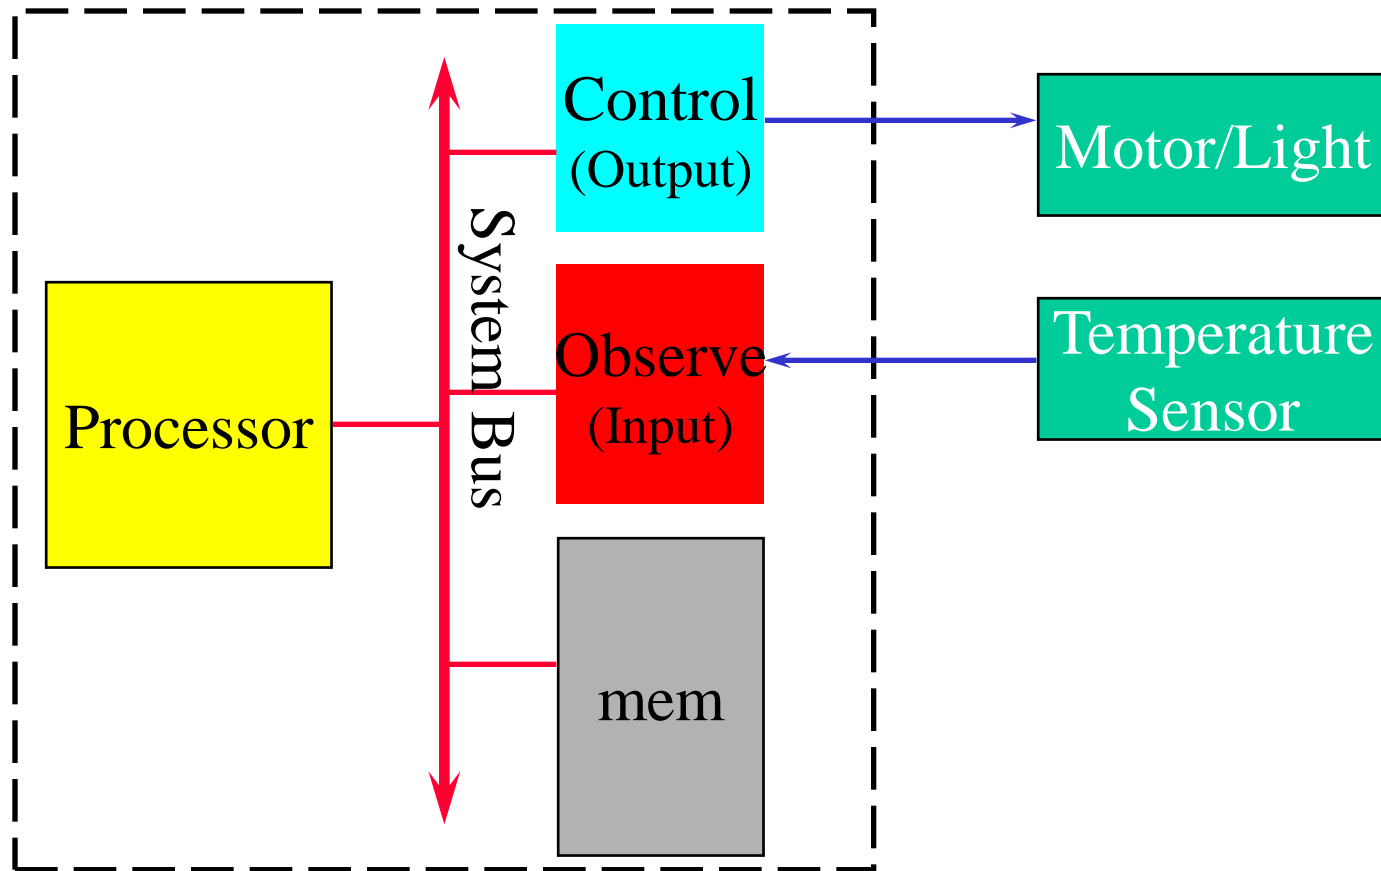 Control
(Output)
Motor/Light
System Bus
Observe
(Input)
Temperature
Sensor
Processor
mem